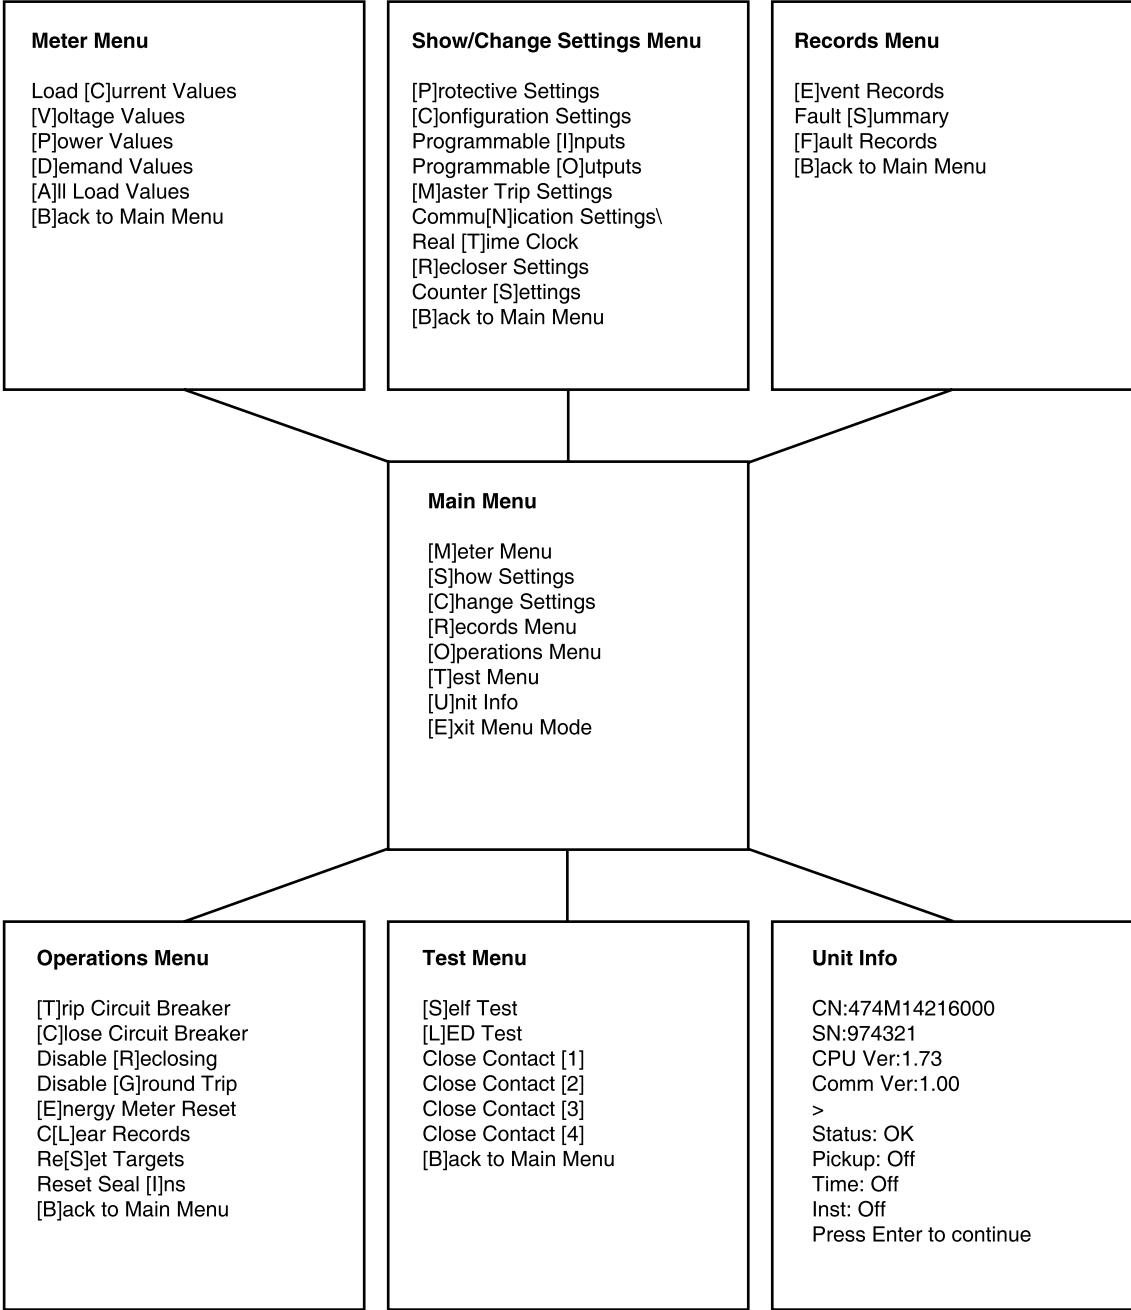 Meter Menu
Load [C]urrent Values
[V]oltage Values
[P]ower Values
[D]emand Values
[A]ll Load Values
[B]ack to Main Menu
Show/Change Settings Menu
[P]rotective Settings
[C]onfiguration Settings
Programmable [I]nputs
Programmable [O]utputs
[M]aster Trip Settings
Commu[N]ication Settings\
Real [T]ime Clock
[R]ecloser Settings
Counter [S]ettings
[B]ack to Main Menu
Records Menu
[E]vent Records
Fault [S]ummary
[F]ault Records
[B]ack to Main Menu
Main Menu
[M]eter Menu
[S]how Settings
[C]hange Settings
[R]ecords Menu
[O]perations Menu
[T]est Menu
[U]nit Info
[E]xit Menu Mode
Operations Menu
[T]rip Circuit Breaker
[C]lose Circuit Breaker
Disable [R]eclosing
Disable [G]round Trip
[E]nergy Meter Reset
C[L]ear Records
Re[S]et Targets
Reset Seal [I]ns
[B]ack to Main Menu
Test Menu
[S]elf Test
[L]ED Test
Close Contact [1]
Close Contact [2]
Close Contact [3]
Close Contact [4]
[B]ack to Main Menu
Unit Info
CN:474M14216000
SN:974321
CPU Ver:1.73
Comm Ver:1.00
>
Status: OK
Pickup: Off
Time: Off
Inst: Off
Press Enter to continue